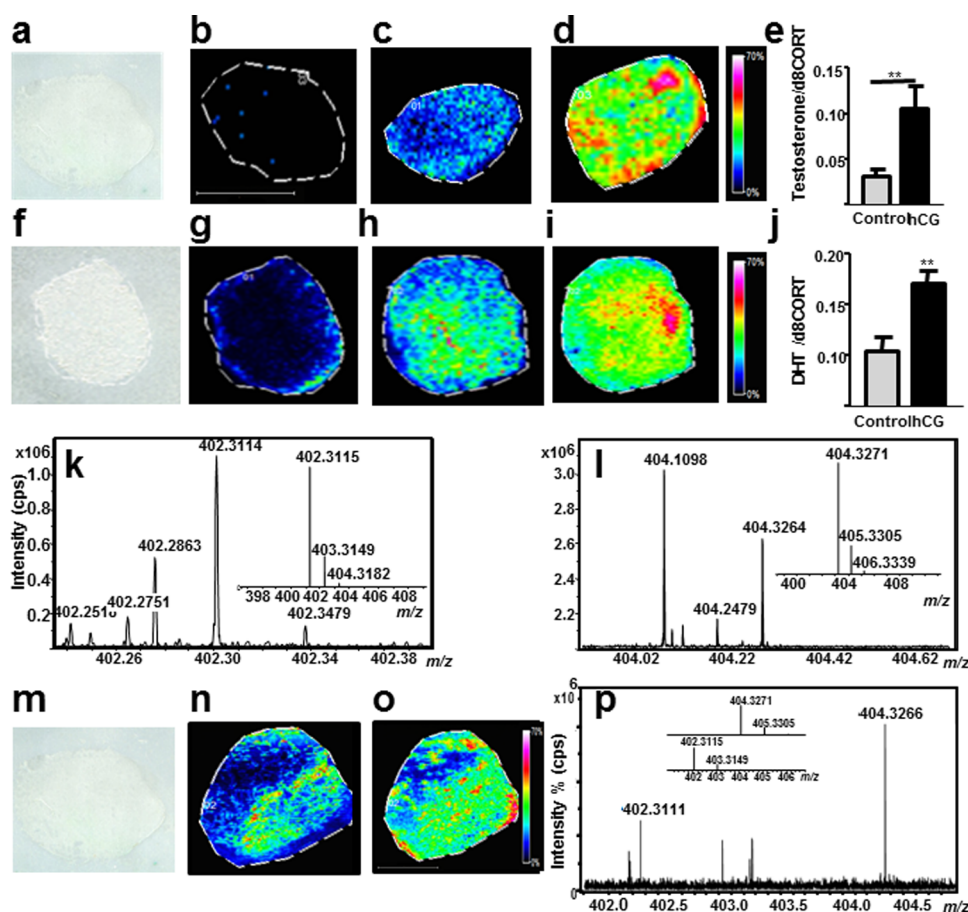 a
b
c
d
e
70%
0%
01
03
Testosterone/d8CORT
0.15
0.10
0.05
**
Control
hCG
f
g
h
i
j
01
70%
0%
DHT /d8CORT
0.20
0.15
0.10
**
Control
hCG
k
x10⁶
1.0
0.8
0.6
0.4
0.2
Intensity (cps)
402.3114
402.2863
402.2751
402.3479
402.3115
403.3149
404.3182
398 400 402 404 406 408
m/z
402.26 402.30 402.34 402.38 m/z
l
x10⁶
3.0
2.8
2.6
2.4
2.2
404.1098
404.3264
404.2479
404.3271
405.3305
406.3339
400 404 408
m/z
404.02 404.22 404.42 404.62 m/z
m
n
o
02
70%
0%
p
6
x10
0
Intensity % (cps)
404.3271
405.3305
402.3115
403.3149
402 403 404 405 406 m/z
402.3111
404.3266
402.0 402.5 403.0 403.5 404.0 404.5 m/z